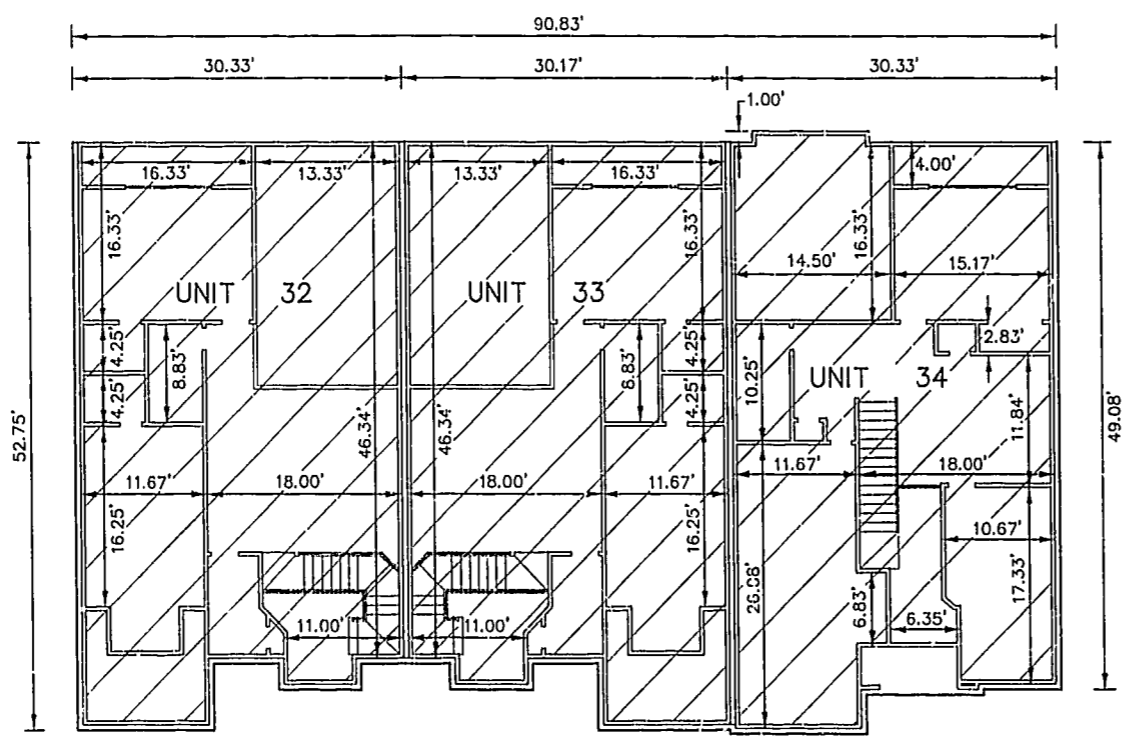 90.83'
30.33' 30.17' 30.33'
1.00'
16.33' 13.33' 13.33' 16.33' 4.00'
16.33' 16.33' 16.33'
14.50' 15.17'
UNIT 32 UNIT 33
4.25' 8.83' 4.25' 2.83'
10.25' UNIT 34
4.25' 4.25'
52.75' 46.34' 46.34' 11.84' 49.08'
11.67' 18.00' 18.00' 11.67' 11.67' 18.00'
16.25' 16.25' 10.67'
17.33'
6.83'
11.00' 11.00' 6.35'